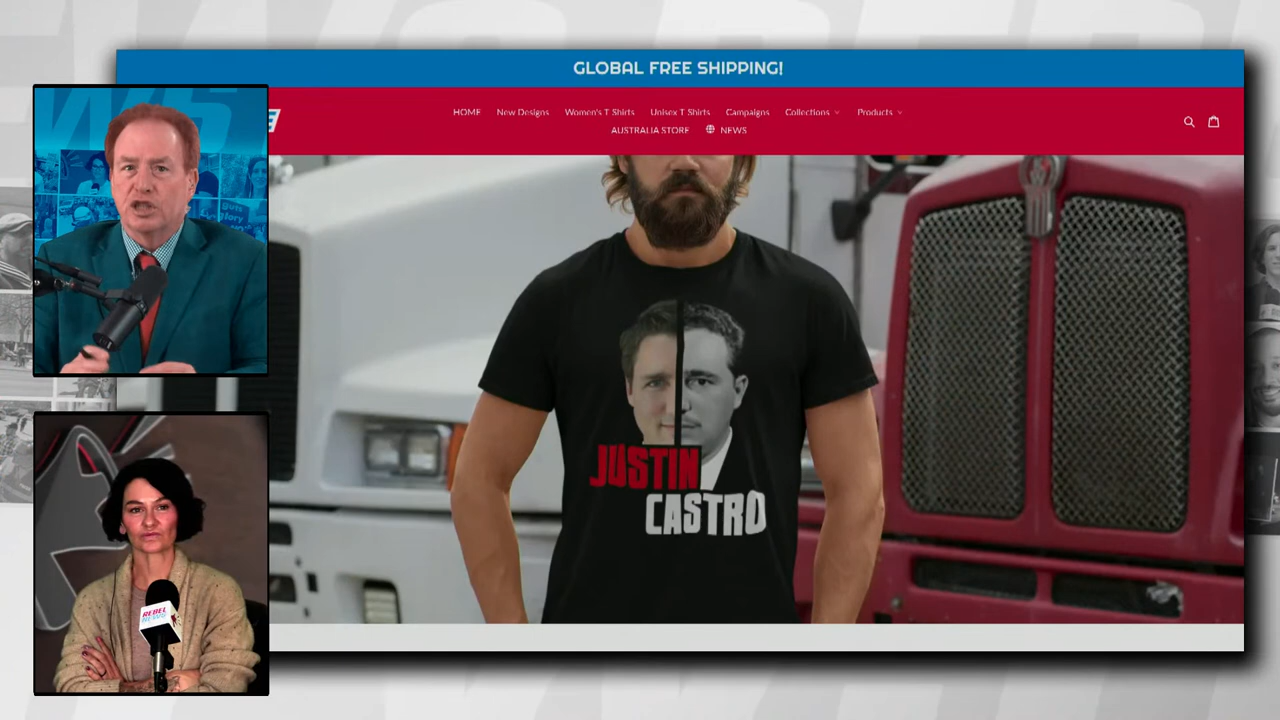 GLOBAL FREE SHIPPING!
HOME New Designs Women's T Shirts Unisex T Shirts Campaigns Collections Products
AUSTRALIA STORE NEWS
JUSTIN
CASTRO
REBEL
NEWS